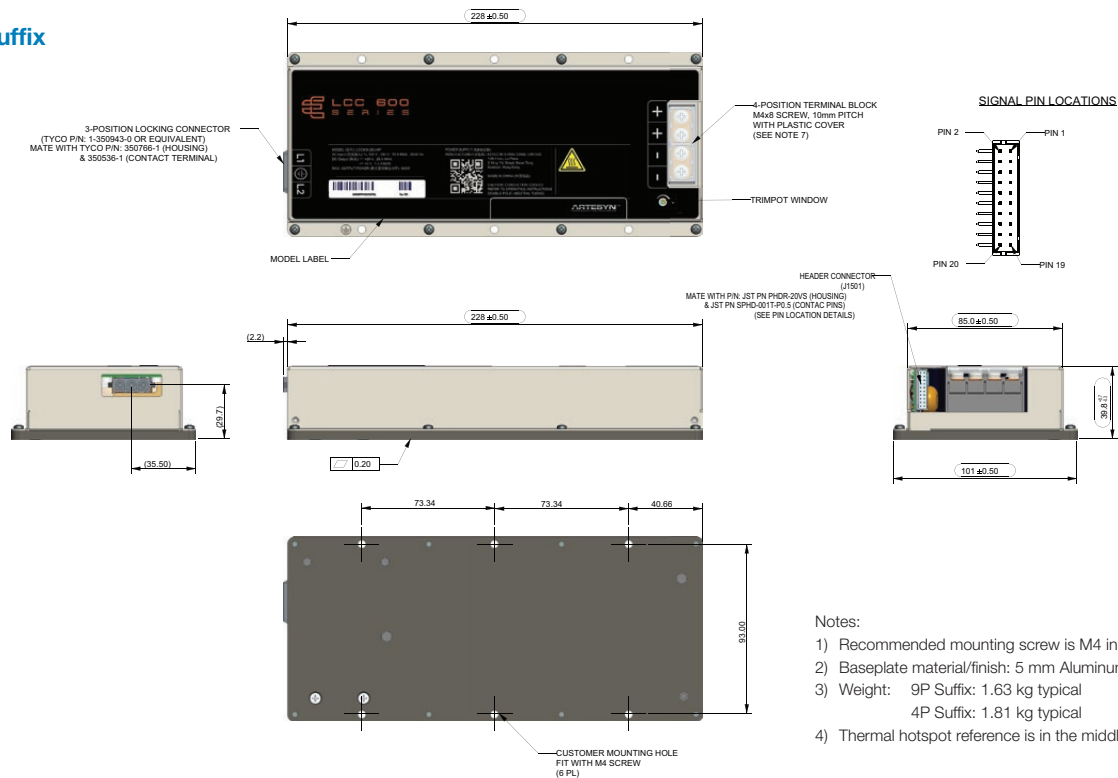 uffix
228 ±0.50
LCC 600
SERIES
3-POSITION LOCKING CONNECTOR
(TYCO P/N: 1-350943-0 OR EQUIVALENT)
MATE WITH TYCO P/N: 350766-1 (HOUSING)
& 350536-1 (CONTACT TERMINAL)
L1
L2
+
+
-
-
4-POSITION TERMINAL BLOCK
M4x8 SCREW, 10mm PITCH
WITH PLASTIC COVER
(SEE NOTE 7)
TRIMPOT WINDOW
ARTESYN
MODEL LABEL
SIGNAL PIN LOCATIONS
PIN 2
PIN 1
PIN 20
PIN 19
HEADER CONNECTOR
(J1501)
MATE WITH P/N: JST PN PHDR-20VS (HOUSING)
& JST PN SPHD-001T-P0.5 (CONTAC PINS)
(SEE PIN LOCATION DETAILS)
228 ±0.50
(2.2)
85.0 ±0.50
(29.7)
(35.50)
0.20
39.8
101 ±0.50
73.34
73.34
40.66
93.00
CUSTOMER MOUNTING HOLE
FIT WITH M4 SCREW
(6 PL)
Notes:
1) Recommended mounting screw is M4 in
2) Baseplate material/finish: 5 mm Aluminu
3) Weight: 9P Suffix: 1.63 kg typical
4P Suffix: 1.81 kg typical
4) Thermal hotspot reference is in the middl